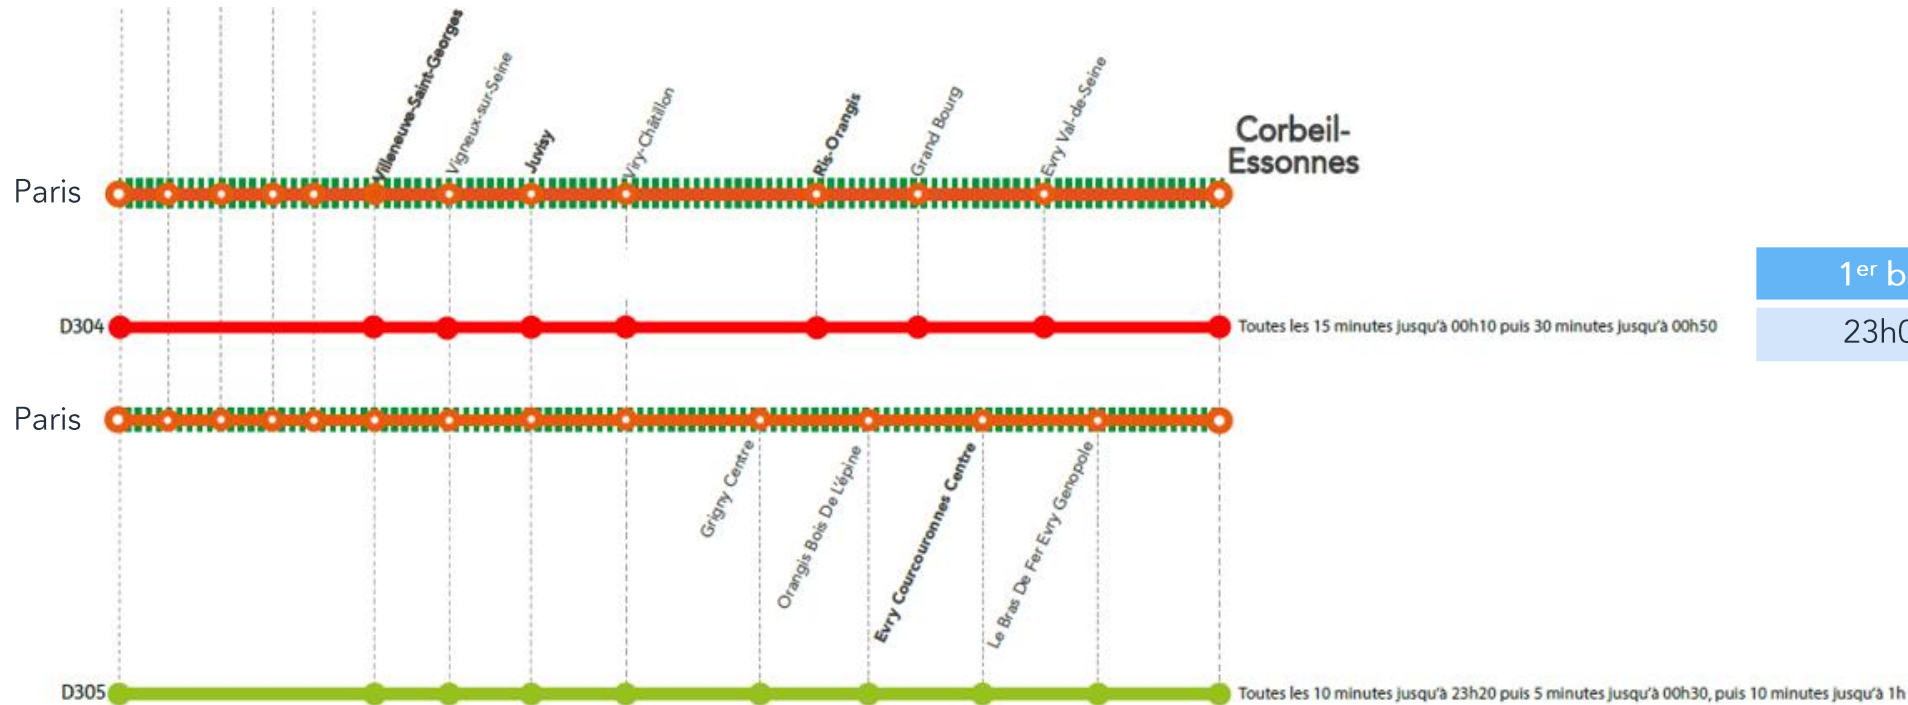 Villeneuve-Saint-Georges
Vigneux-sur-Seine
Juvisy
Viry-Châtillon
Ris-Orangis
Grand Bourg
Evry Val-de-Seine
Corbeil-
Essonnes
Paris
1er b
D304
Toutes les 15 minutes jusqu'à 00h10 puis 30 minutes jusqu'à 00h50
23h0
Paris
Grigny Centre
Orangis Bois De L'épine
Evry Courcouronnes Centre
Le Bras De Fer Evry Genopole
D305
Toutes les 10 minutes jusqu'à 23h20 puis 5 minutes jusqu'à 00h30, puis 10 minutes jusqu'à 1h